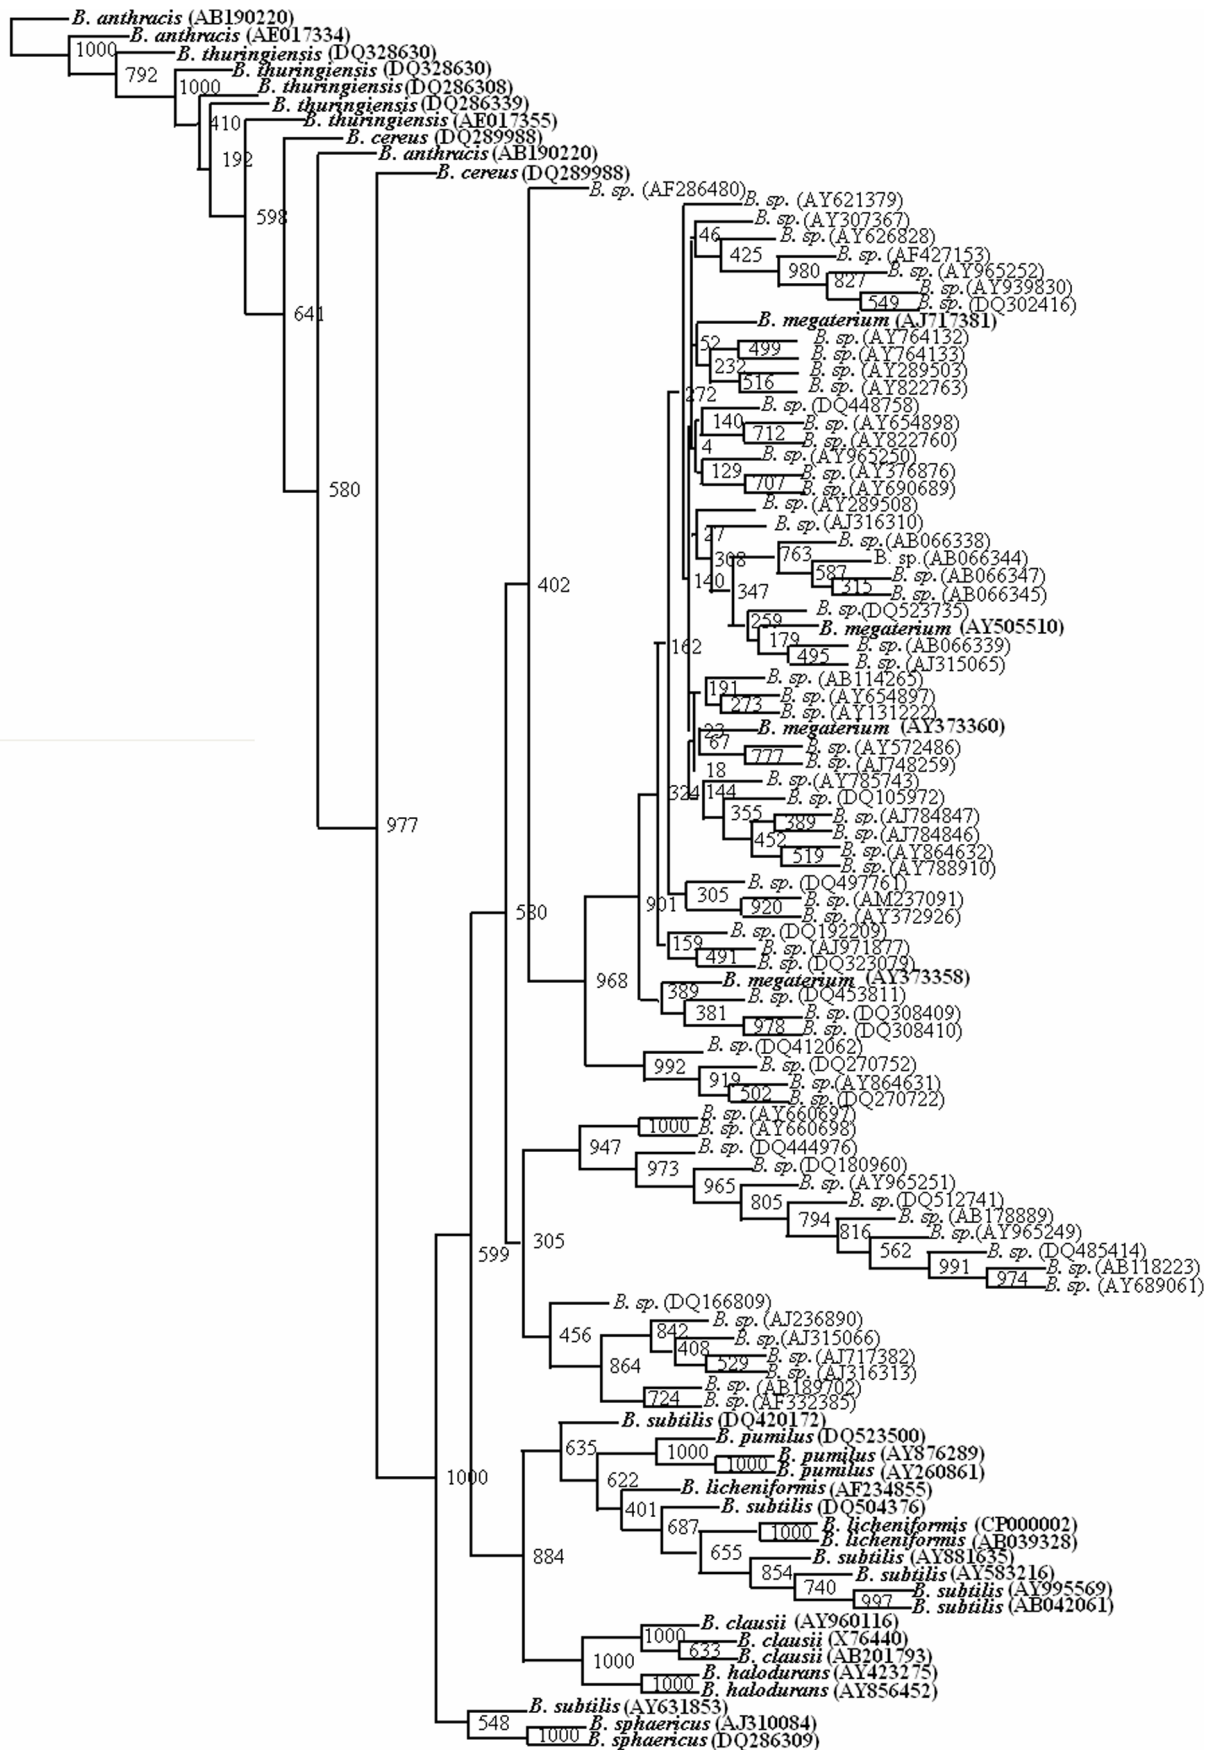 B. anthracis (AB190220)
B. anthracis (AE017334)
1000
B. thuringiensis (DQ328630)
792
B. thuringiensis (DQ328630)
1000
B. thuringiensis (DQ286308)
B. thuringiensis (DQ286339)
410
B. thuringiensis (AE017355)
B. cereus (DQ289988)
192
B. anthracis (AB190220)
B. cereus (DQ289988)
B. sp. (AF286480)
B. sp. (AY621379)
598
B. sp. (AY307367)
46
B. sp. (AY626828)
425
B. sp. (AF427153)
980
B. sp. (AY965252)
827
B. sp. (AY939830)
549
B. sp. (DQ302416)
641
B. megaterium (AJ717381)
B. sp. (AY764132)
52
499
B. sp. (AY764133)
232
B. sp. (AY289503)
516
B. sp. (AY822763)
272
B. sp. (DQ448758)
140
B. sp. (AY654898)
712
B. sp. (AY822760)
4
B. sp. (AY965250)
129
B. sp. (AY376876)
707
B. sp. (AY690689)
580
B. sp. (AY289508)
B. sp. (AJ316310)
27
B. sp. (AB066338)
763
308
B. sp. (AB066344)
587
B. sp. (AB066347)
140
315
B. sp. (AB066345)
402
347
B. sp. (DQ523735)
259
B. megaterium (AY505510)
179
B. sp. (AB066339)
162
495
B. sp. (AJ315065)
B. sp. (AB114265)
191
B. sp. (AY654897)
273
B. sp. (AY131222)
B. megaterium (AY373360)
23
67
B. sp. (AY572486)
777
B. sp. (AJ748259)
18
B. sp. (AY785743)
324
144
B. sp. (DQ105972)
355
B. sp. (AJ784847)
389
977
B. sp. (AJ784846)
452
B. sp. (AY864632)
519
B. sp. (AY788910)
B. sp. (DQ497761)
305
B. sp. (AM237091)
901
920
B. sp. (AY372926)
580
B. sp. (DQ192209)
159
B. sp. (AJ971877)
491
B. sp. (DQ323079)
968
B. megaterium (AY373358)
389
B. sp. (DQ453811)
381
B. sp. (DQ308409)
978
B. sp. (DQ308410)
B. sp. (DQ412062)
992
B. sp. (DQ270752)
919
B. sp. (AY864631)
502
B. sp. (DQ270722)
B. sp. (AY660697)
1000
B. sp. (AY660698)
947
B. sp. (DQ444976)
973
B. sp. (DQ180960)
965
B. sp. (AY965251)
805
B. sp. (DQ512741)
794
B. sp. (AB178889)
816
B. sp. (AY965249)
599
305
562
B. sp. (DQ485414)
991
B. sp. (AB118223)
974
B. sp. (AY689061)
B. sp. (DQ166809)
B. sp. (AJ236890)
456
842
B. sp. (AJ315066)
408
B. sp. (AJ717382)
864
529
B. sp. (AJ316313)
B. sp. (AB189702)
724
B. sp. (AF332385)
B. subtilis (DQ420172)
B. pumilus (DQ523500)
635
1000
B. pumilus (AY876289)
1000
B. pumilus (AY260861)
1000
622
B. licheniformis (AF234855)
401
B. subtilis (DQ504376)
687
B. licheniformis (CP000002)
1000
B. licheniformis (AB039328)
884
655
B. subtilis (AY881635)
854
B. subtilis (AY583216)
740
B. subtilis (AY995569)
997
B. subtilis (AB042061)
B. clausii (AY960116)
1000
B. clausii (X76440)
633
B. clausii (AB201793)
1000
B. halodurans (AY423275)
1000
B. halodurans (AY856452)
B. subtilis (AY631853)
548
B. sphaericus (AJ310084)
1000
B. sphaericus (DQ286309)